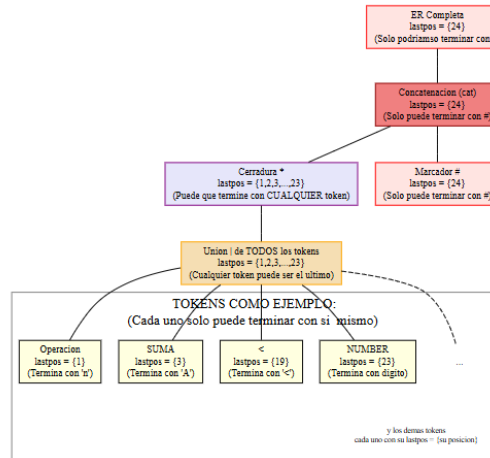 ER Completa
lastpos = {24}
(Solo podriamso terminar con
Concatenacion (cat)
lastpos = {24}
(Solo puede terminar con #)
Cerradura *
lastpos = {1,2,3,...,23}
(Puede que termine con CUALQUIER token)
Marcador #
lastpos = {24}
(Solo puede terminar con #)
Union | de TODOS los tokens
lastpos = {1,2,3,...,23}
(Cualquier token puede ser el ultimo)
TOKENS COMO EJEMPLO:
(Cada uno solo puede terminar con si mismo)
Operacion
lastpos = {1}
(Termina con 'n')
SUMA
lastpos = {3}
(Termina con 'A')
<
lastpos = {19}
(Termina con '<')
NUMBER
lastpos = {23}
(Termina con digito)
...
y los demas tokens
cada uno con su lastpos = {su posicion}